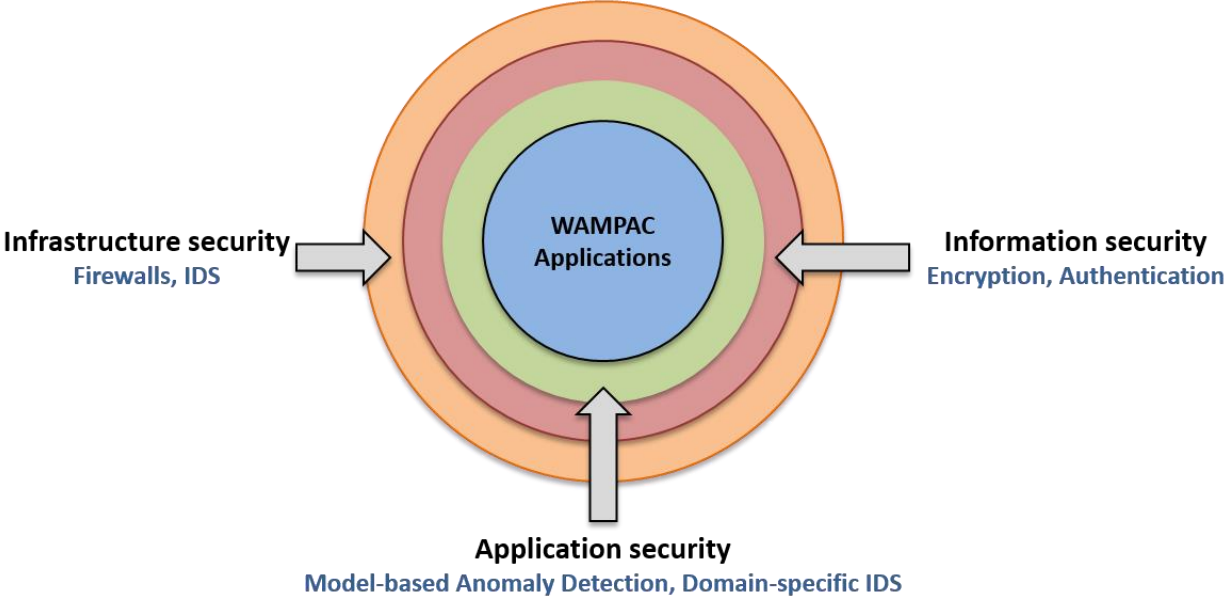 WAMPAC
Applications
Infrastructure security
Firewalls, IDS
Information security
Encryption, Authentication
Application security
Model-based Anomaly Detection, Domain-specific IDS